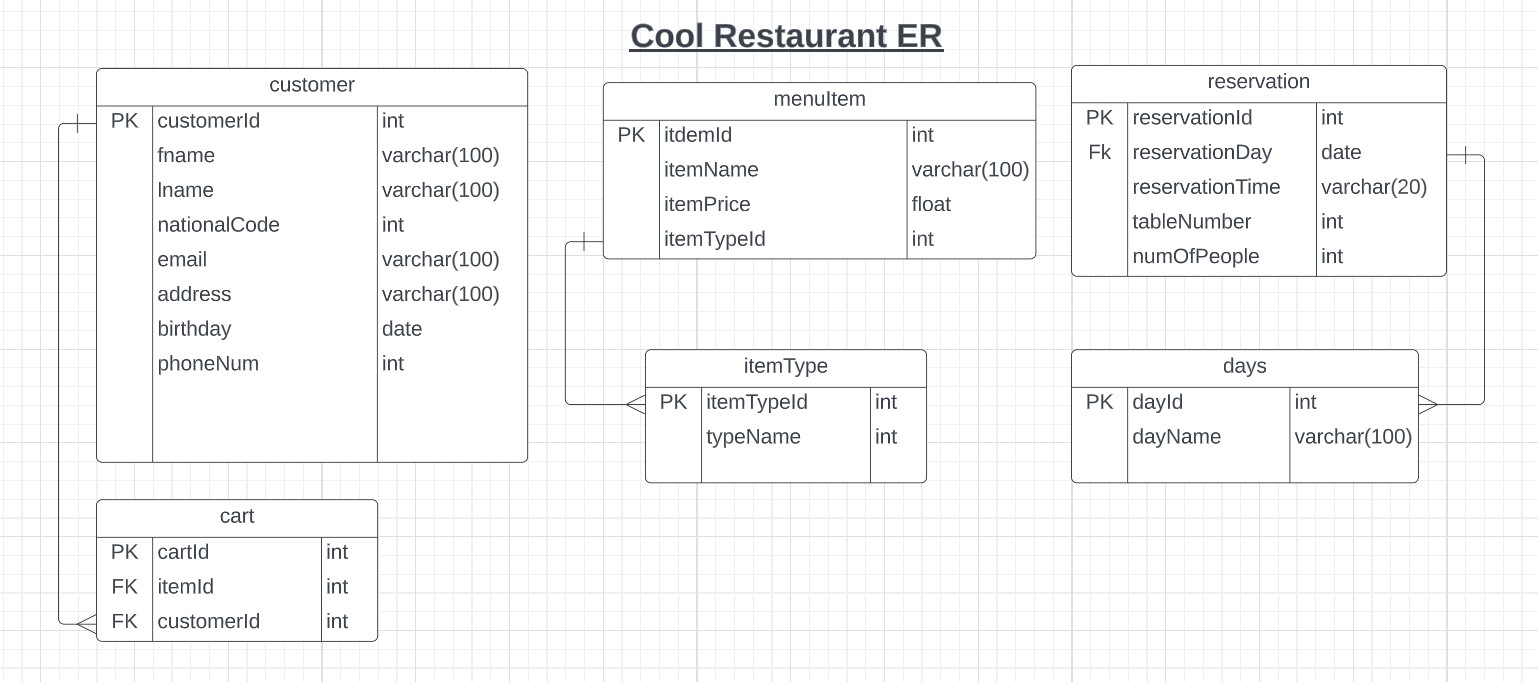 Cool Restaurant ER
customer
PK customerId int
fname varchar(100)
lname varchar(100)
nationalCode int
email varchar(100)
address varchar(100)
birthday date
phoneNum int
menuItem
PK itdemId int
itemName varchar(100)
itemPrice float
itemTypeId int
reservation
PK reservationId int
Fk reservationDay date
reservationTime varchar(20)
tableNumber int
numOfPeople int
itemType
PK itemTypeId int
typeName int
days
PK dayId int
dayName varchar(100)
cart
PK cartId int
FK itemId int
FK customerId int